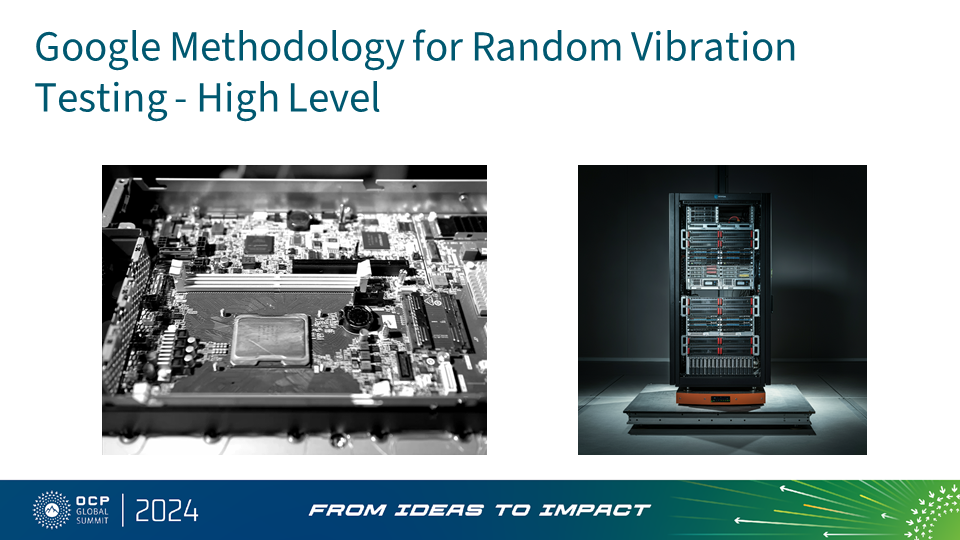 Google Methodology for Random Vibration
Testing - High Level
OCP
GLOBAL
SUMMIT
2024
FROM IDEAS TO IMPACT